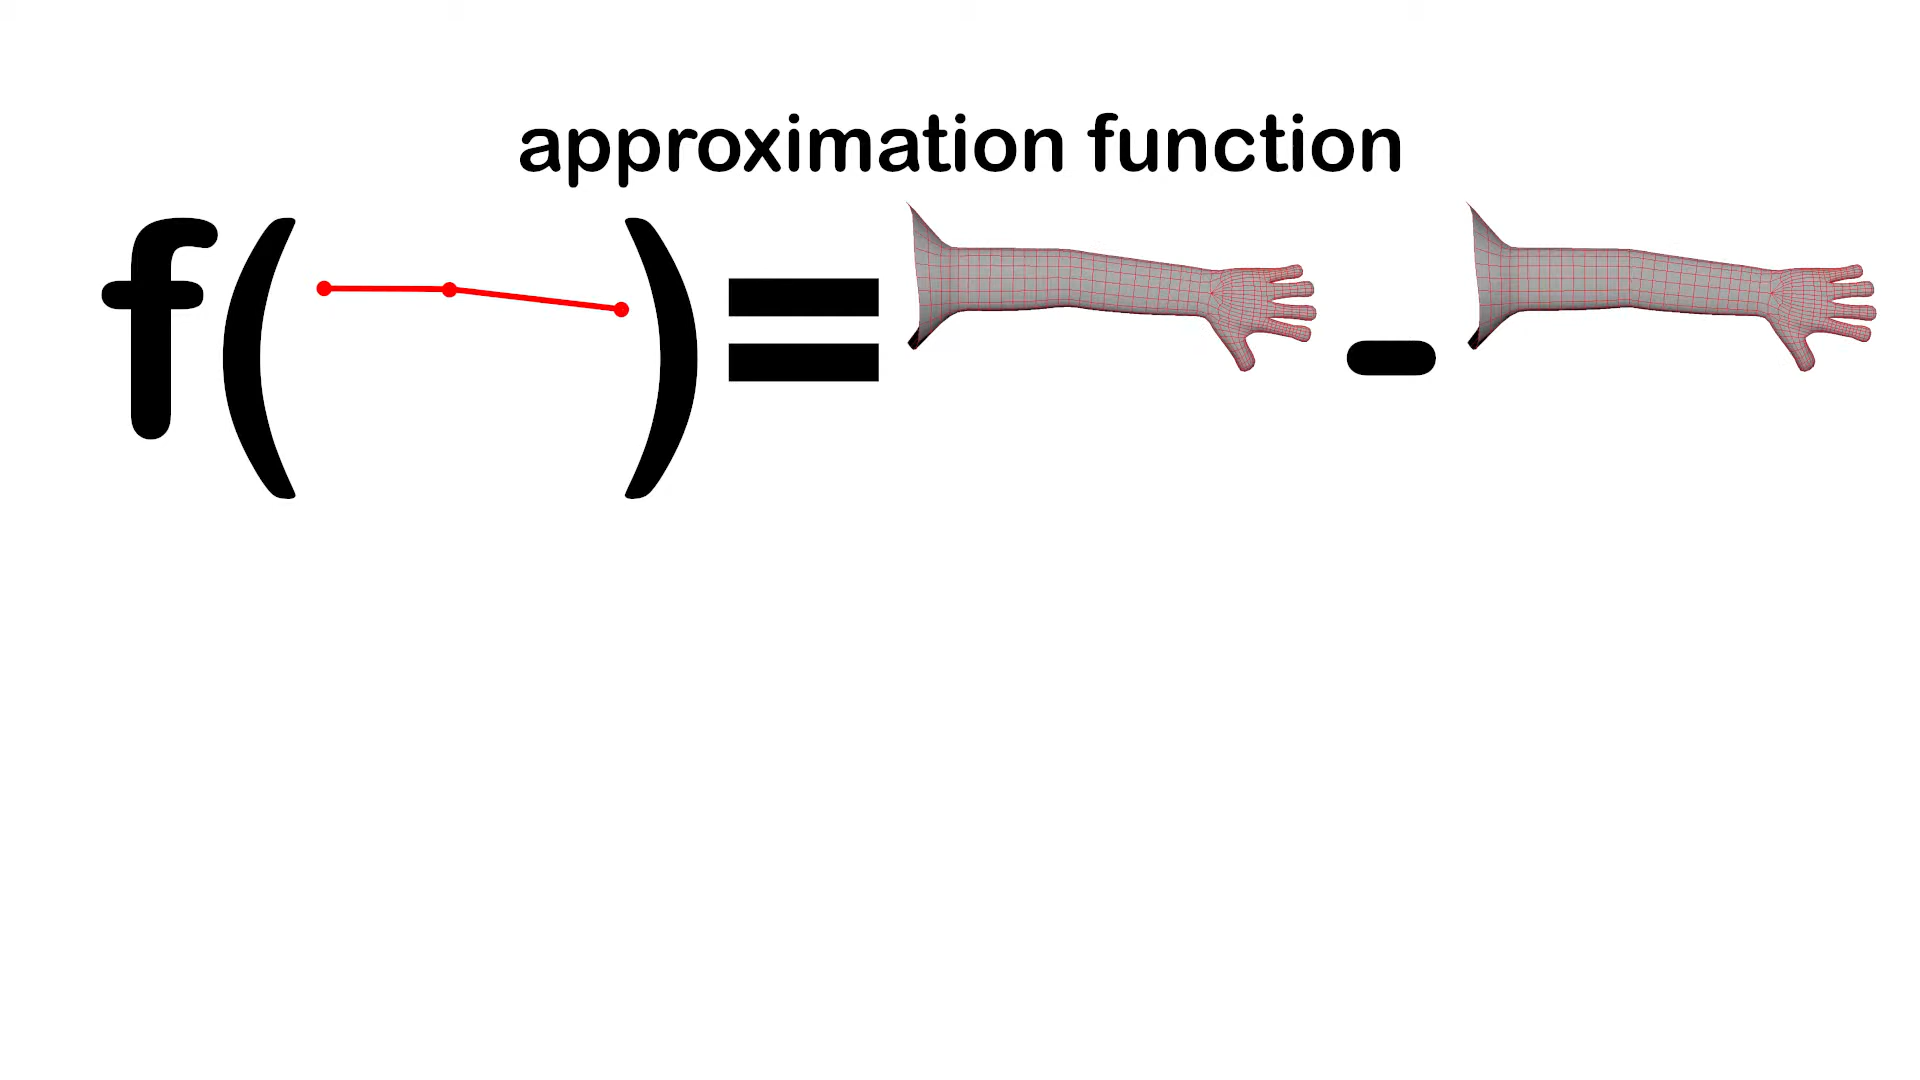 approximation function
f( ) = -